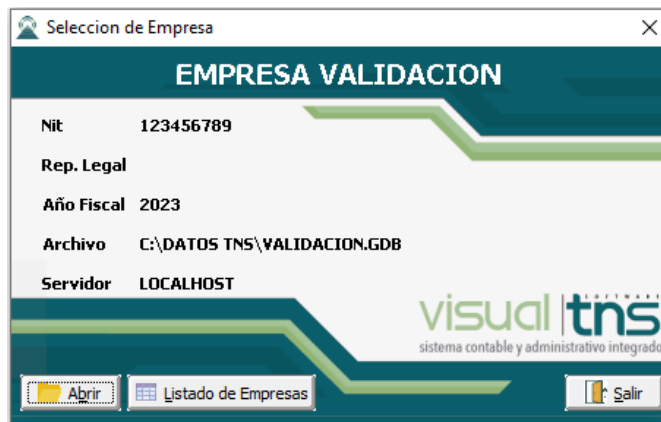 Seleccion de Empresa
EMPRESA VALIDACION
Nit 123456789
Rep. Legal
Año Fiscal 2023
Archivo C:\DATOS TNS\VALIDACION.GDB
Servidor LOCALHOST
SOFTWARE
visual tns
sistema contable y administrativo integrado
Abrir Listado de Empresas Salir